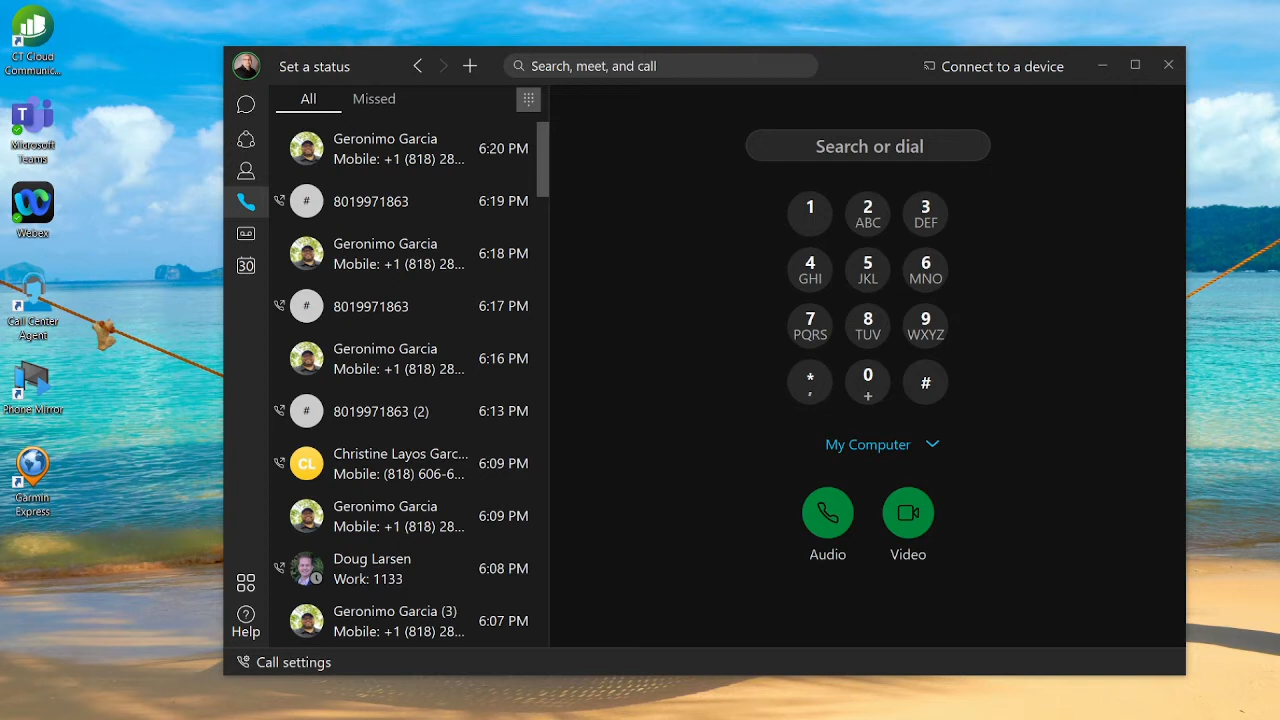 CT Cloud
Communic...
Microsoft
Teams
Webex
Call Center
Agent
Phone Mirror
Garmin
Express
Set a status
Search, meet, and call
Connect to a device
All
Missed
Geronimo Garcia
Mobile: +1 (818) 28...
6:20 PM
#
8019971863
6:19 PM
Geronimo Garcia
Mobile: +1 (818) 28...
6:18 PM
#
8019971863
6:17 PM
Geronimo Garcia
Mobile: +1 (818) 28...
6:16 PM
#
8019971863 (2)
6:13 PM
CL
Christine Layos Garc...
Mobile: (818) 606-6...
6:09 PM
Geronimo Garcia
Mobile: +1 (818) 28...
6:09 PM
Doug Larsen
Work: 1133
6:08 PM
Geronimo Garcia (3)
Mobile: +1 (818) 28...
6:07 PM
30
Help
Call settings
Search or dial
1
2
ABC
3
DEF
4
GHI
5
JKL
6
MNO
7
PQRS
8
TUV
9
WXYZ
*
,
0
+
#
My Computer
Audio
Video